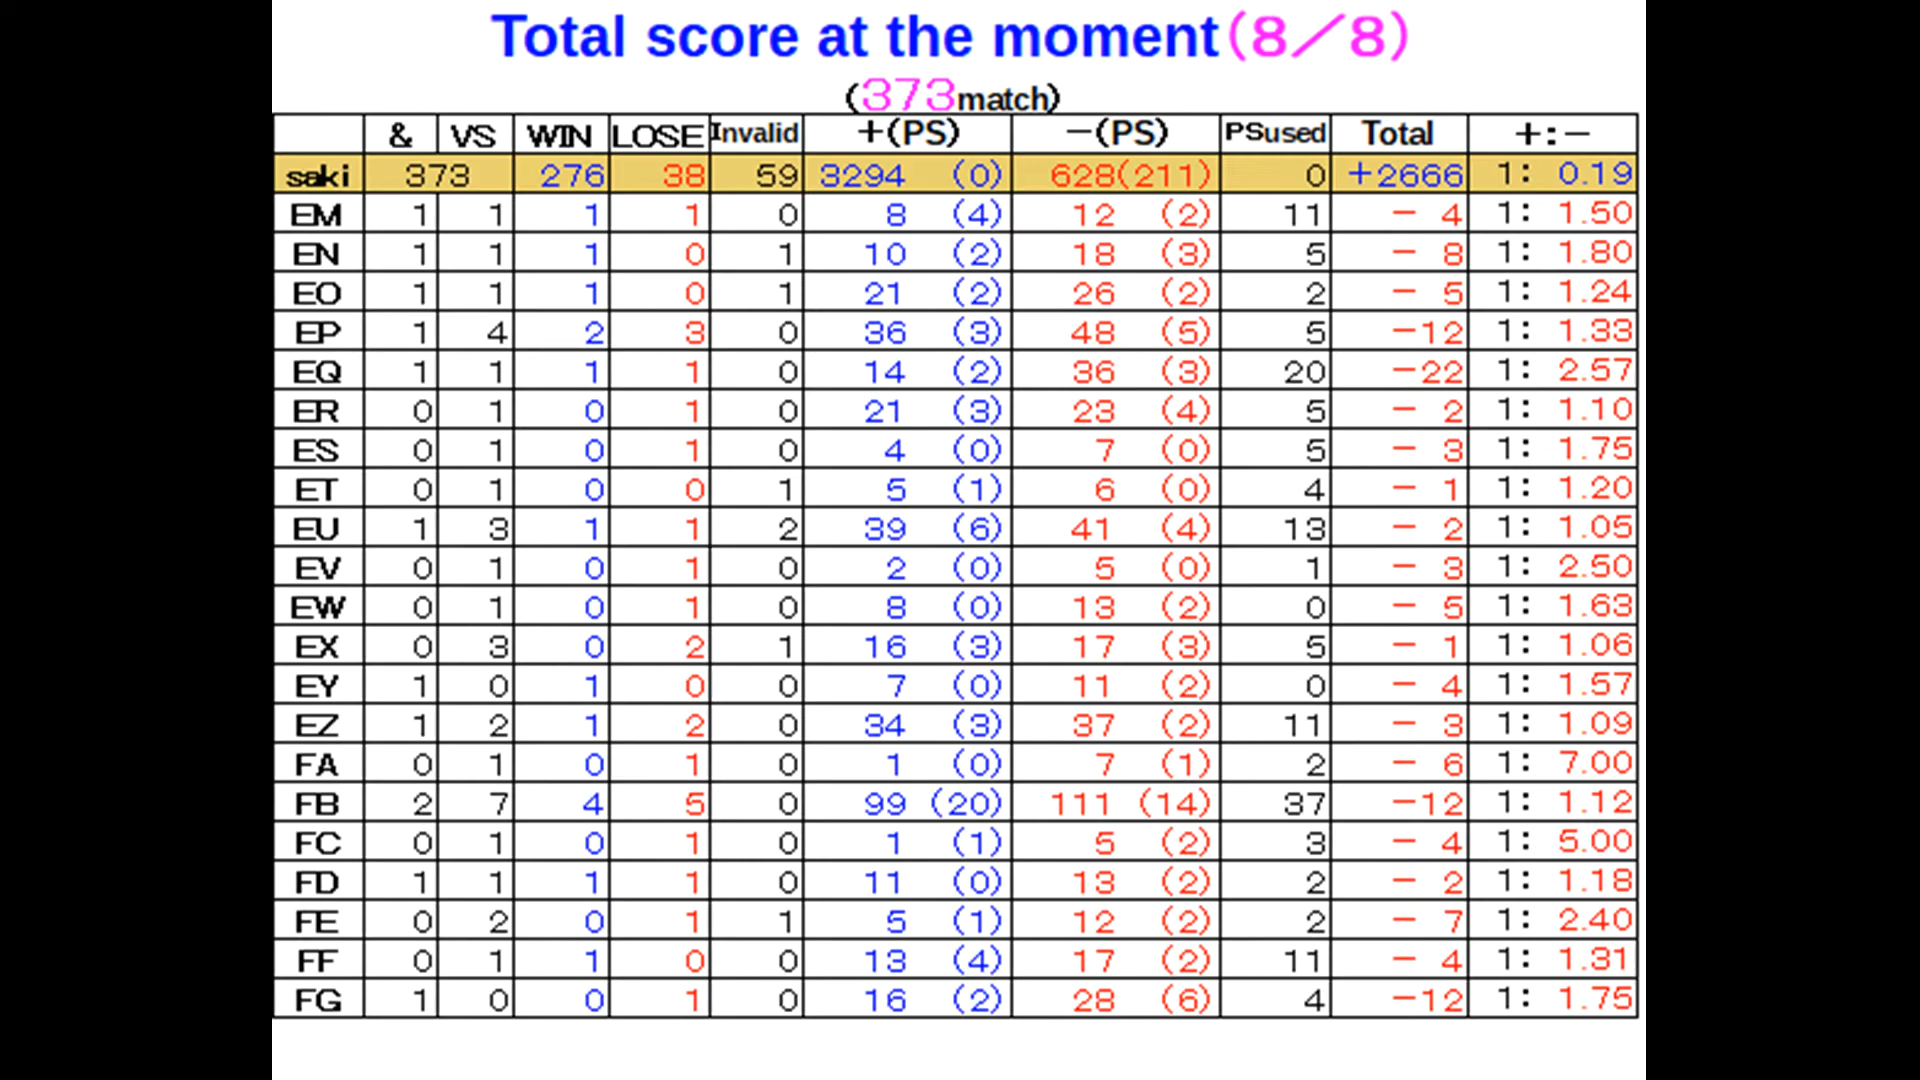 Total score at the moment(8／8)
(373match)
& VS WIN LOSE Invalid +(PS) −(PS) PSused Total +:−
saki 373 276 38 59 3294 (0) 628(211) 0 +2666 1: 0.19
EM 1 1 1 1 0 8 (4) 12 (2) 11 − 4 1: 1.50
EN 1 1 1 0 1 10 (2) 18 (3) 5 − 8 1: 1.80
EO 1 1 1 0 1 21 (2) 26 (2) 2 − 5 1: 1.24
EP 1 4 2 3 0 36 (3) 48 (5) 5 −12 1: 1.33
EQ 1 1 1 1 0 14 (2) 36 (3) 20 −22 1: 2.57
ER 0 1 0 1 0 21 (3) 23 (4) 5 − 2 1: 1.10
ES 0 1 0 1 0 4 (0) 7 (0) 5 − 3 1: 1.75
ET 0 1 0 0 1 5 (1) 6 (0) 4 − 1 1: 1.20
EU 1 3 1 1 2 39 (6) 41 (4) 13 − 2 1: 1.05
EV 0 1 0 1 0 2 (0) 5 (0) 1 − 3 1: 2.50
EW 0 1 0 1 0 8 (0) 13 (2) 0 − 5 1: 1.63
EX 0 3 0 2 1 16 (3) 17 (3) 5 − 1 1: 1.06
EY 1 0 1 0 0 7 (0) 11 (2) 0 − 4 1: 1.57
EZ 1 2 1 2 0 34 (3) 37 (2) 11 − 3 1: 1.09
FA 0 1 0 1 0 1 (0) 7 (1) 2 − 6 1: 7.00
FB 2 7 4 5 0 99 (20) 111 (14) 37 −12 1: 1.12
FC 0 1 0 1 0 1 (1) 5 (2) 3 − 4 1: 5.00
FD 1 1 1 1 0 11 (0) 13 (2) 2 − 2 1: 1.18
FE 0 2 0 1 1 5 (1) 12 (2) 2 − 7 1: 2.40
FF 0 1 1 0 0 13 (4) 17 (2) 11 − 4 1: 1.31
FG 1 0 0 1 0 16 (2) 28 (6) 4 −12 1: 1.75